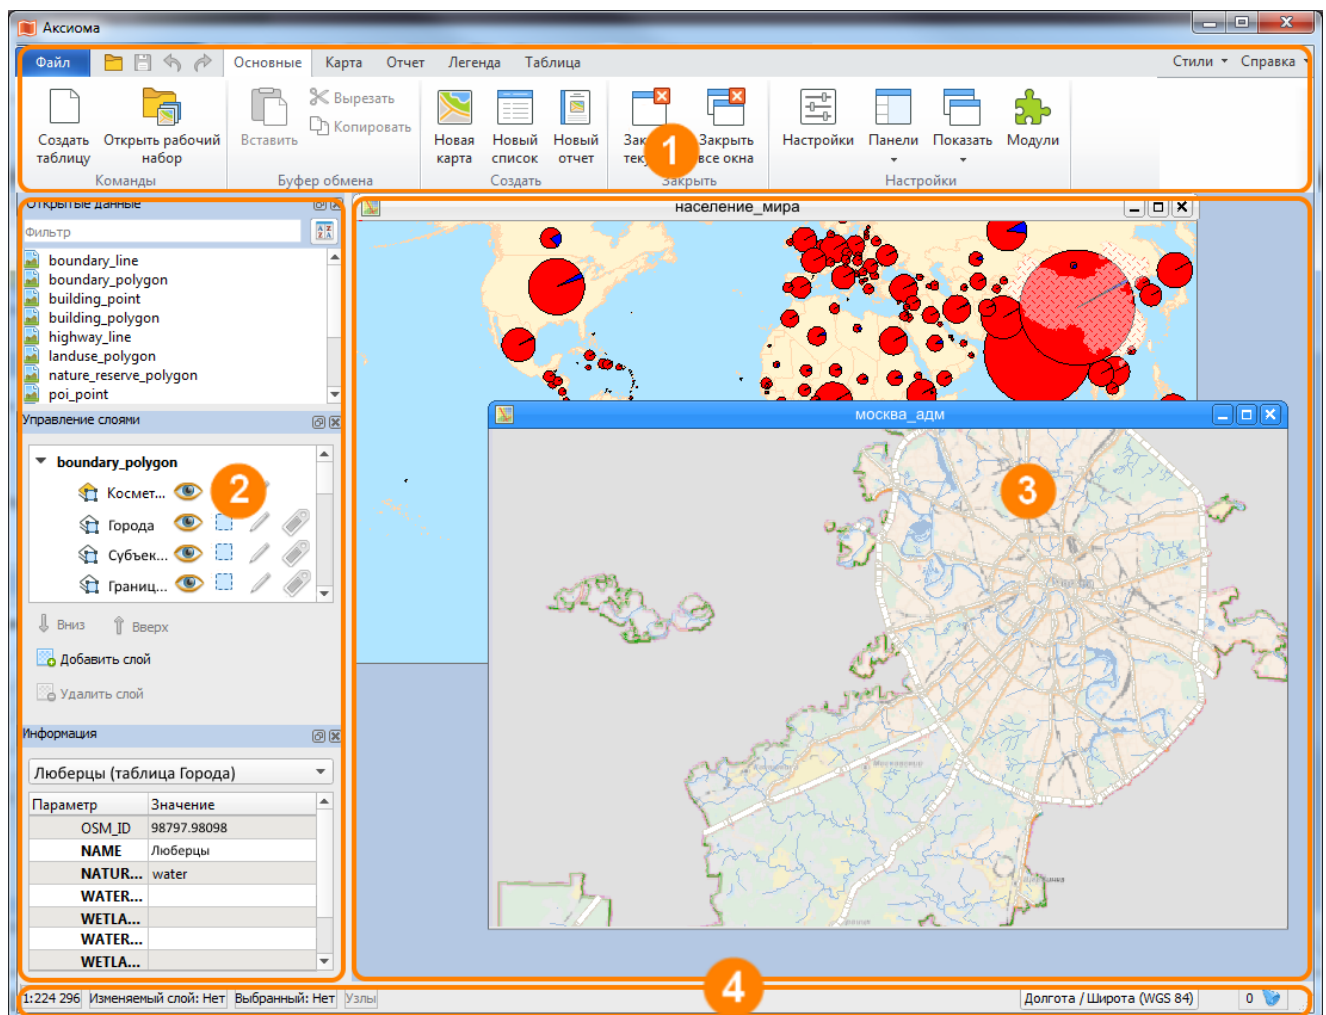 Аксиома
Файл Основные Карта Отчет Легенда Таблица Стили Справка
Создать таблицу
Открыть рабочий набор
Команды
Вставить
Вырезать
Копировать
Буфер обмена
Новая карта
Новый список
Новый отчет
Создать
1
Закрыть
все окна
Закрыть
Настройки
Панели
Показать
Модули
Настройки
Открытые данные
Фильтр
boundary_line
boundary_polygon
building_point
building_polygon
highway_line
landuse_polygon
nature_reserve_polygon
poi_point
Управление слоями
boundary_polygon
Космет...
2
Города
Субъек...
Границ...
Вниз Вверх
Добавить слой
Удалить слой
Информация
Люберцы (таблица Города)
Параметр Значение
OSM_ID 98797.98098
NAME Люберцы
NATUR... water
WATER...
WETLA...
WATER...
WETLA...
население_мира
москва_адм
3
4
1:224 296 Изменяемый слой: Нет Выбранный: Нет Узлы Долгота / Широта (WGS 84) 0